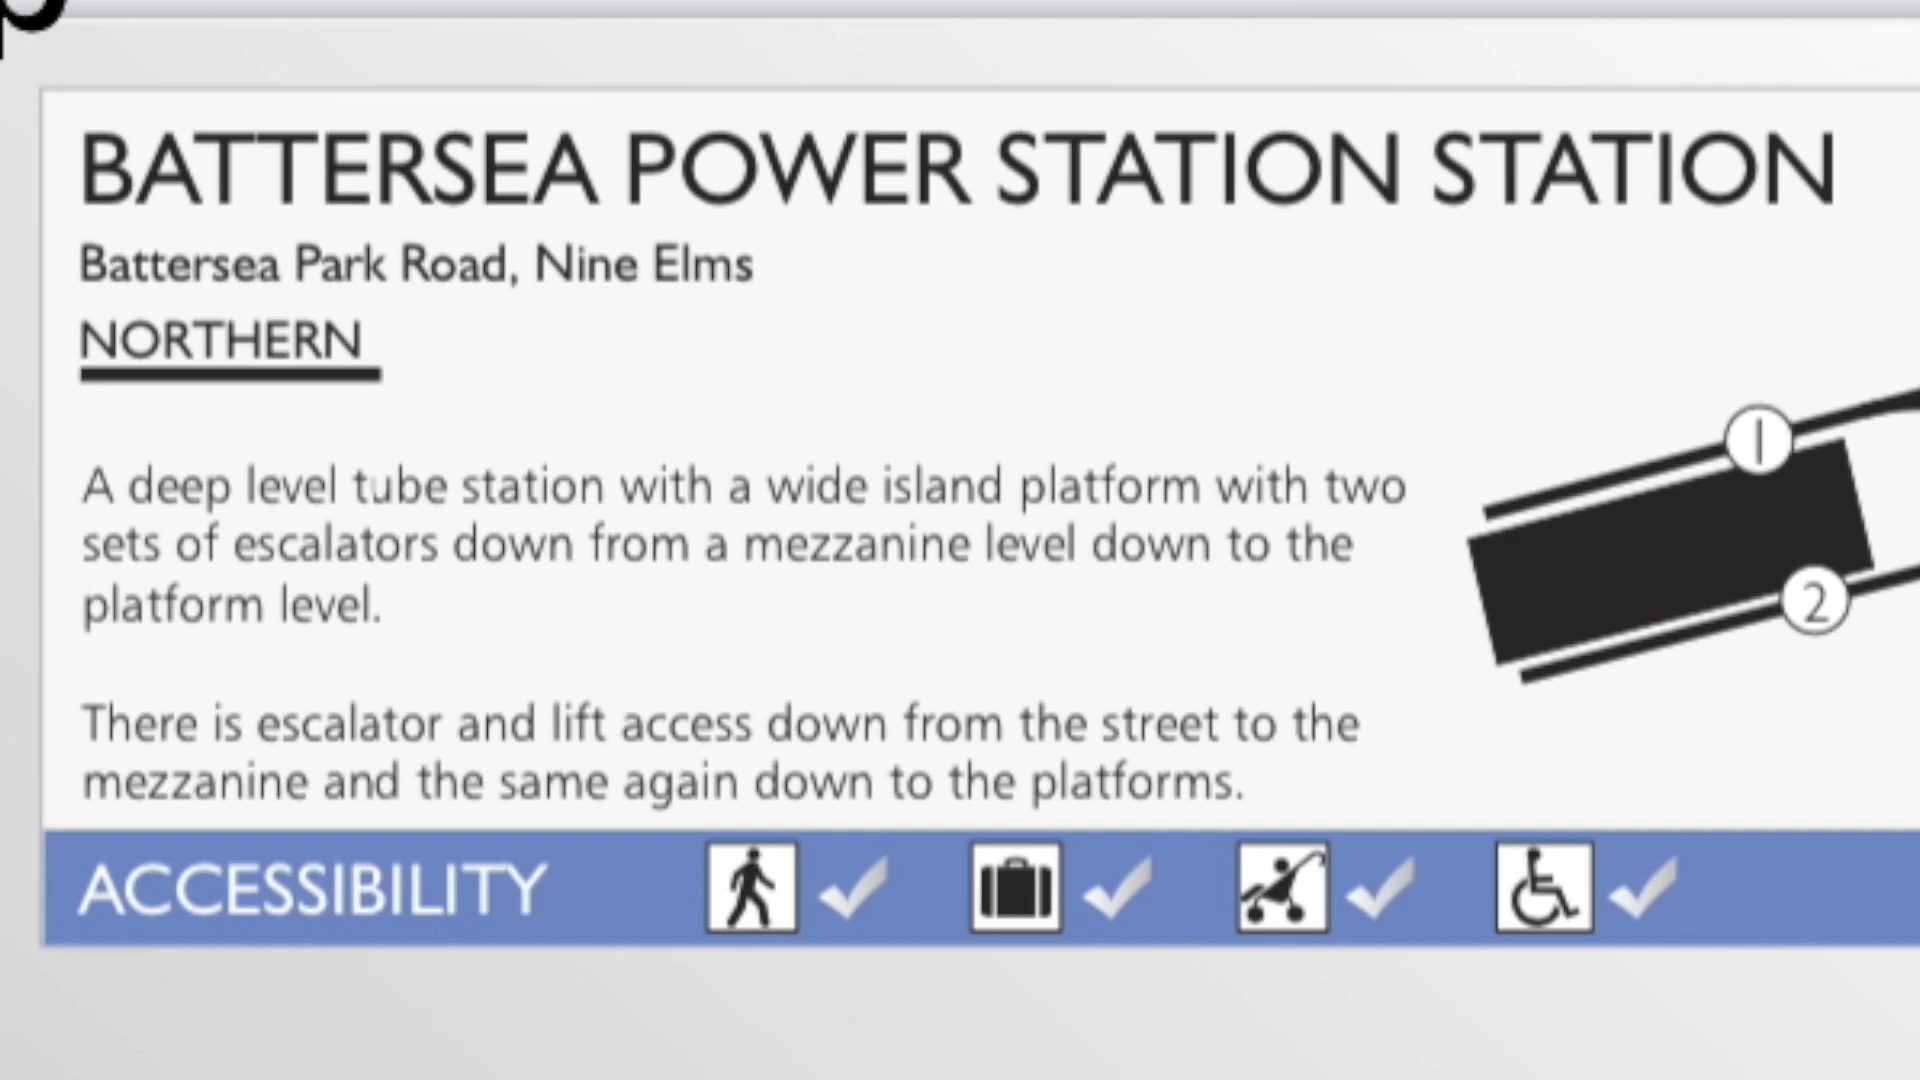 p
BATTERSEA POWER STATION STATION
Battersea Park Road, Nine Elms
NORTHERN
A deep level tube station with a wide island platform with two
sets of escalators down from a mezzanine level down to the
platform level.
There is escalator and lift access down from the street to the
mezzanine and the same again down to the platforms.
1
2
ACCESSIBILITY